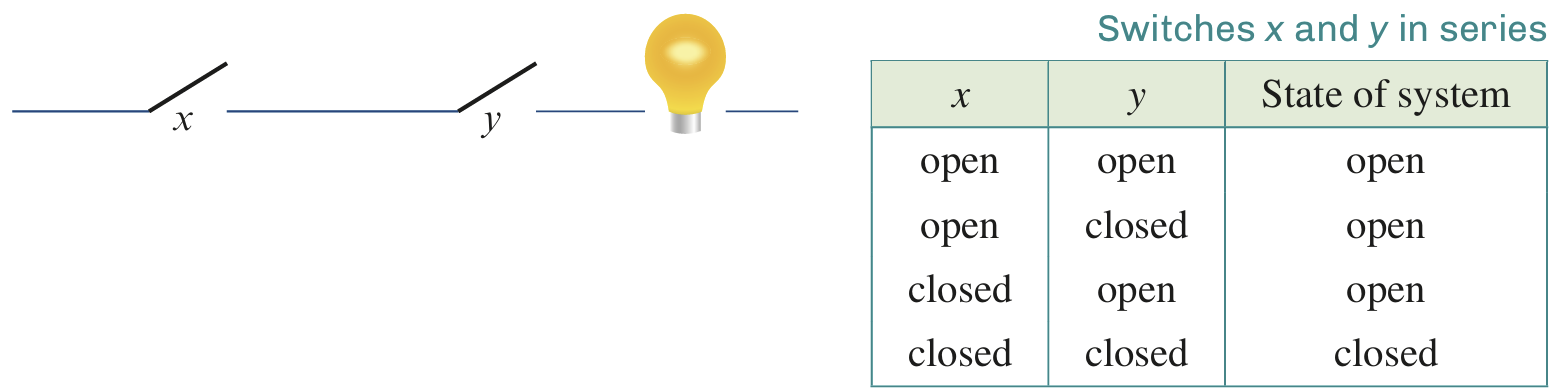 x
y
Switches x and y in series
x y State of system
open open open
open closed open
closed open open
closed closed closed